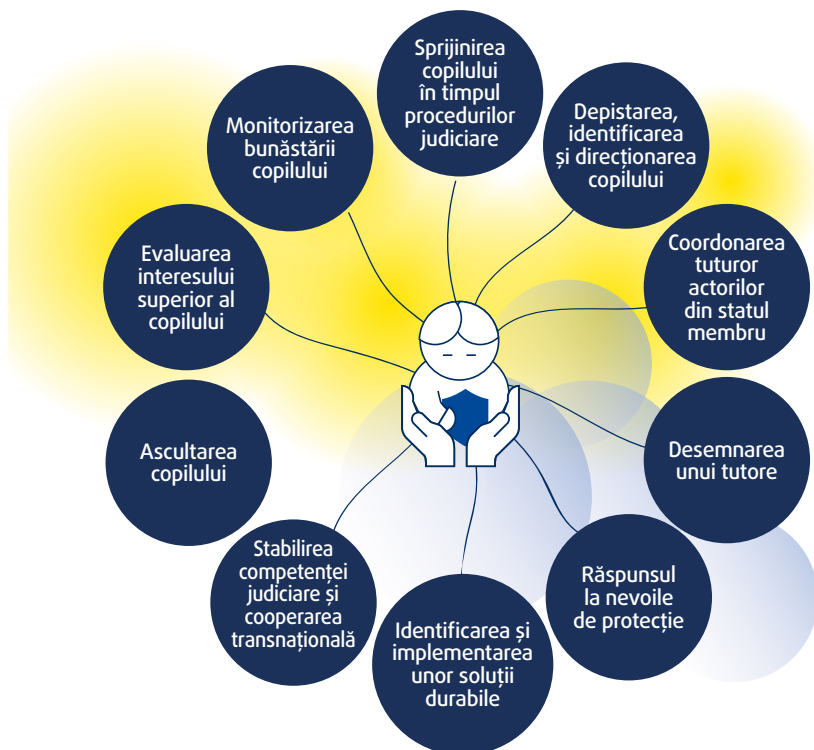 Sprijinirea
copilului
în timpul
procedurilor
judiciare
Depistarea,
identificarea
și direcționarea
copilului
Coordonarea
tuturor
actorilor
din statul
membru
Desemnarea
unui tutore
Răspunsul
la nevoile
de protecție
Identificarea și
implementarea
unor soluții
durabile
Stabilirea
competenței
judiciare și
cooperarea
transnațională
Ascultarea
copilului
Evaluarea
interesului
superior al
copilului
Monitorizarea
bunăstării
copilului